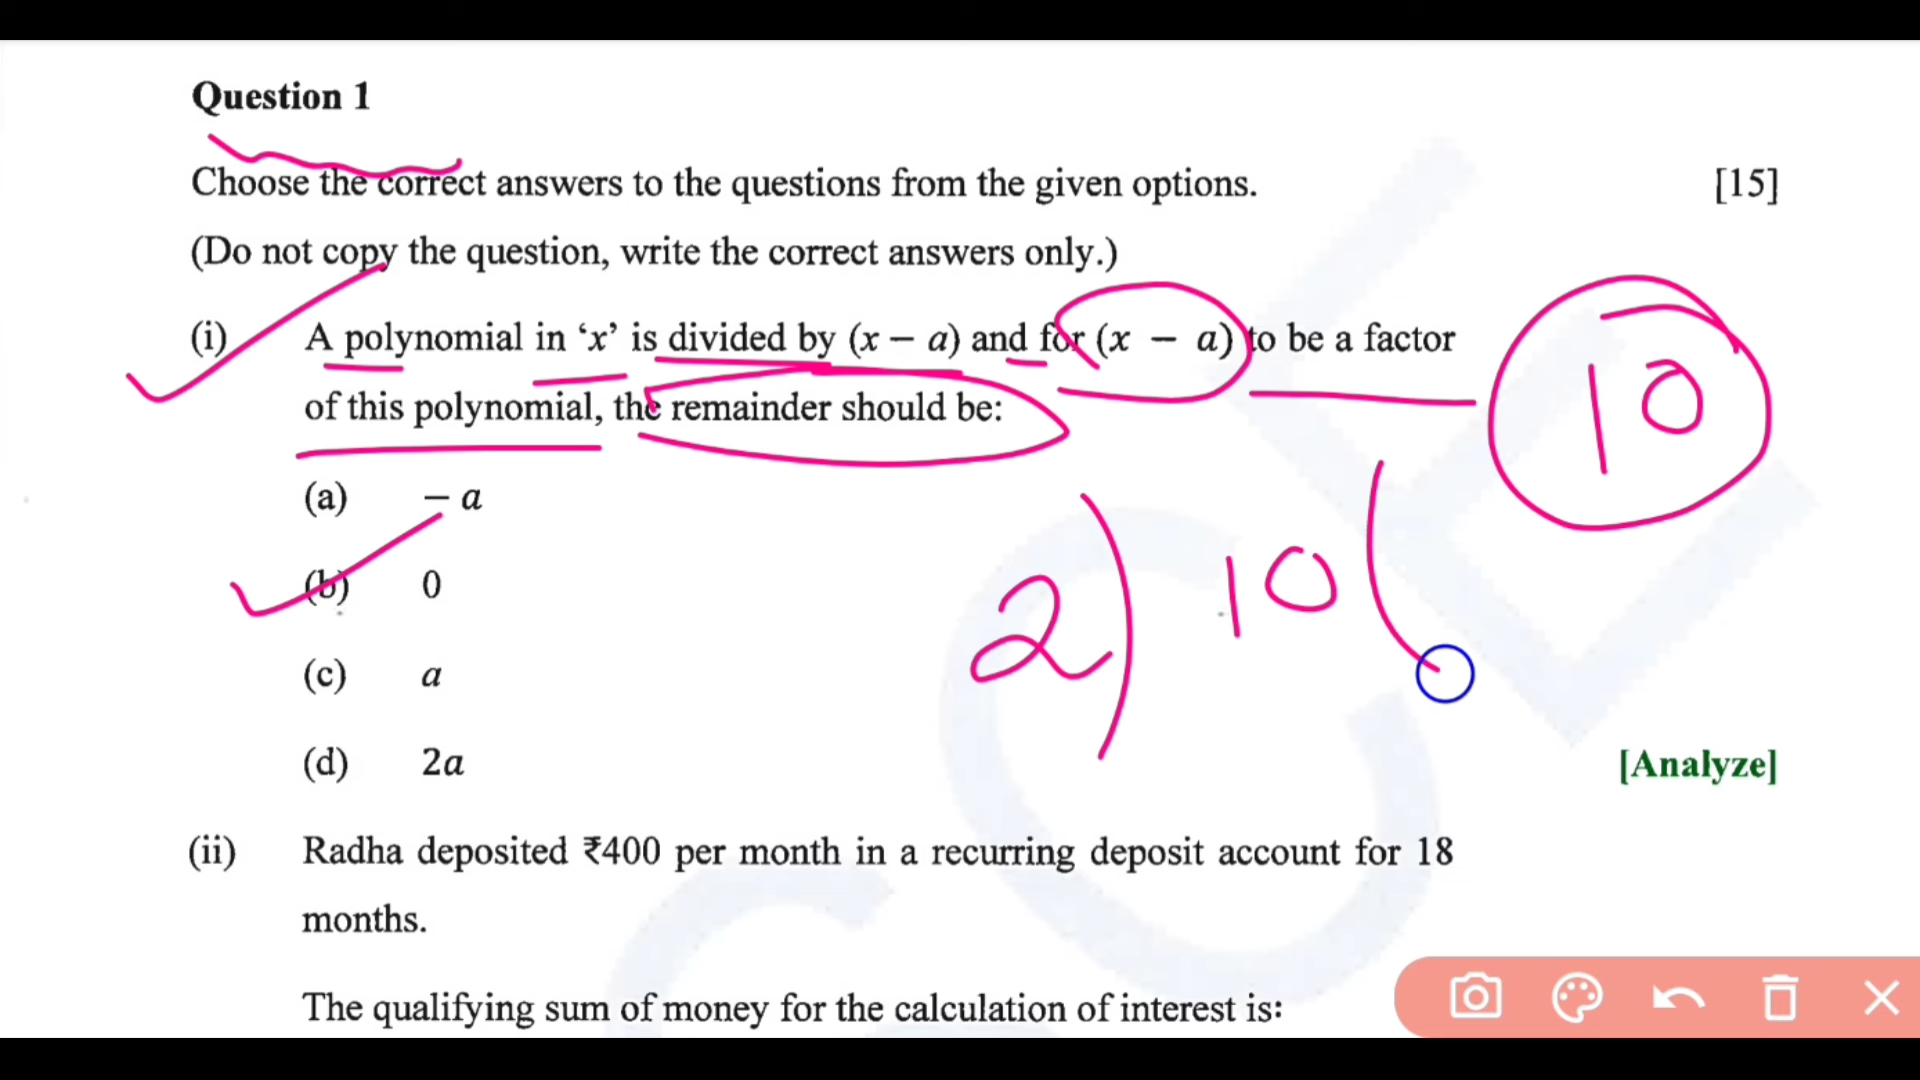 Question 1
Choose the correct answers to the questions from the given options. [15]
(Do not copy the question, write the correct answers only.)
(i) A polynomial in ‘x’ is divided by (x – a) and for (x – a) to be a factor
of this polynomial, the remainder should be:
10
(a) – a
(b) 0
2) 10 (
(c) a
(d) 2a
[Analyze]
(ii) Radha deposited ₹400 per month in a recurring deposit account for 18
months.
The qualifying sum of money for the calculation of interest is: